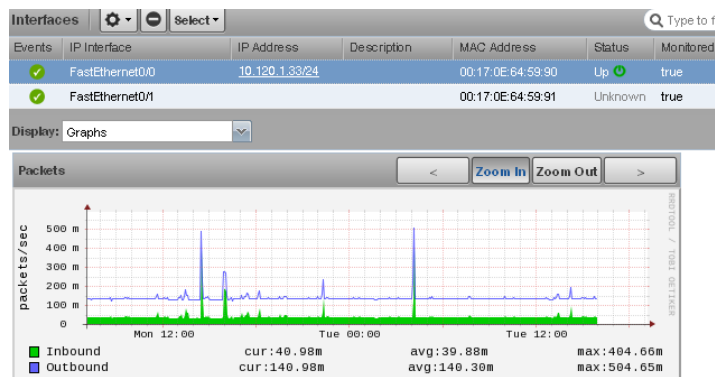 Interfaces Select Type to f
Events IP Interface IP Address Description MAC Address Status Monitored
FastEthernet0/0 10.120.1.33/24 00:17:0E:64:59:90 Up true
FastEthernet0/1 00:17:0E:64:59:91 Unknown true
Display: Graphs
Packets < Zoom In Zoom Out >
packets/sec
500 m
400 m
300 m
200 m
100 m
0
Mon 12:00 Tue 00:00 Tue 12:00
RRDTOOL / TOBI OETIKER
Inbound cur:40.98m avg:39.88m max:404.66m
Outbound cur:140.98m avg:140.30m max:504.65m